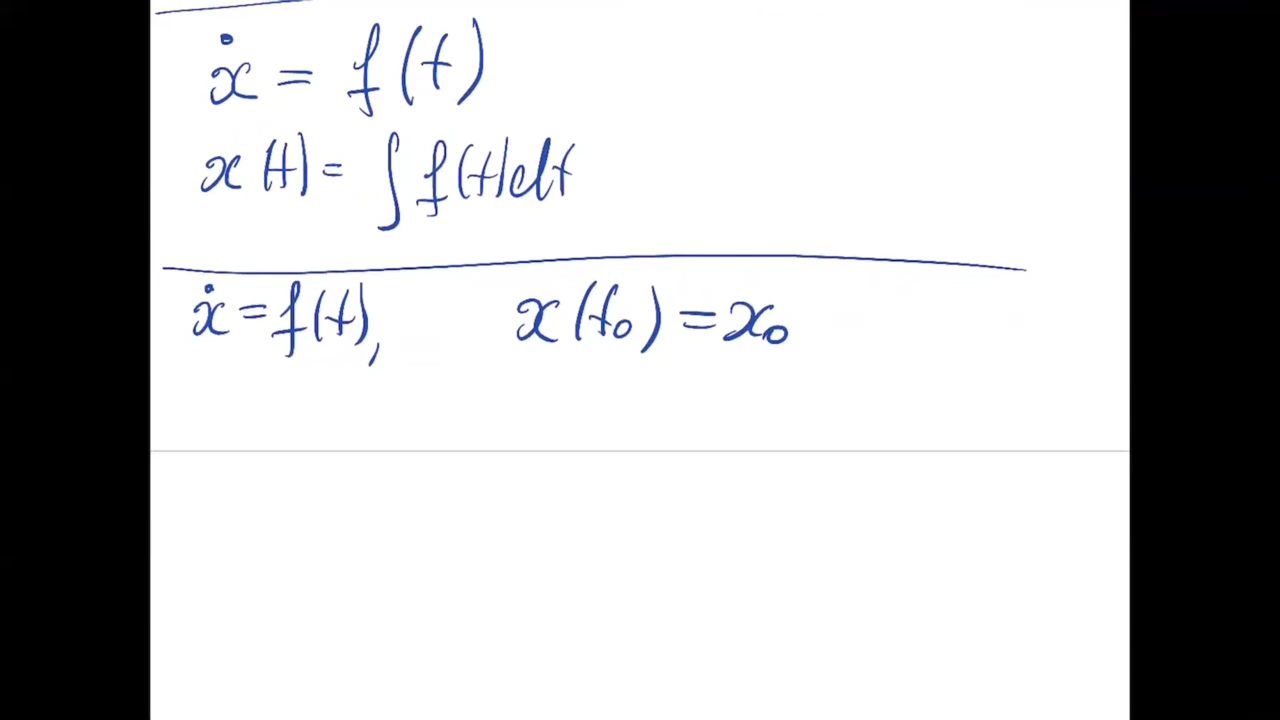 ẋ = f(t)
x(t) = ∫ f(t)dt
ẋ = f(t), x(t₀) = x₀